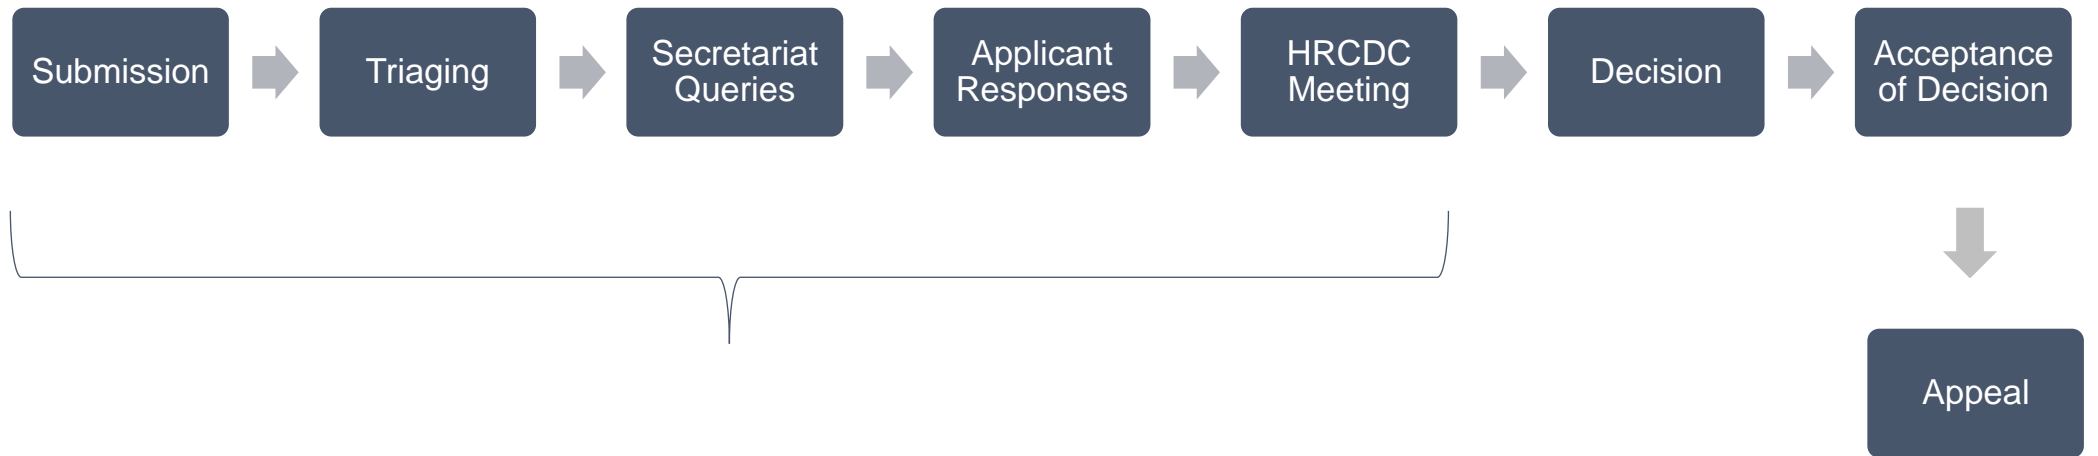 Submission
Triaging
Secretariat
Queries
Applicant
Responses
HRCDC
Meeting
Decision
Acceptance
of Decision
Appeal